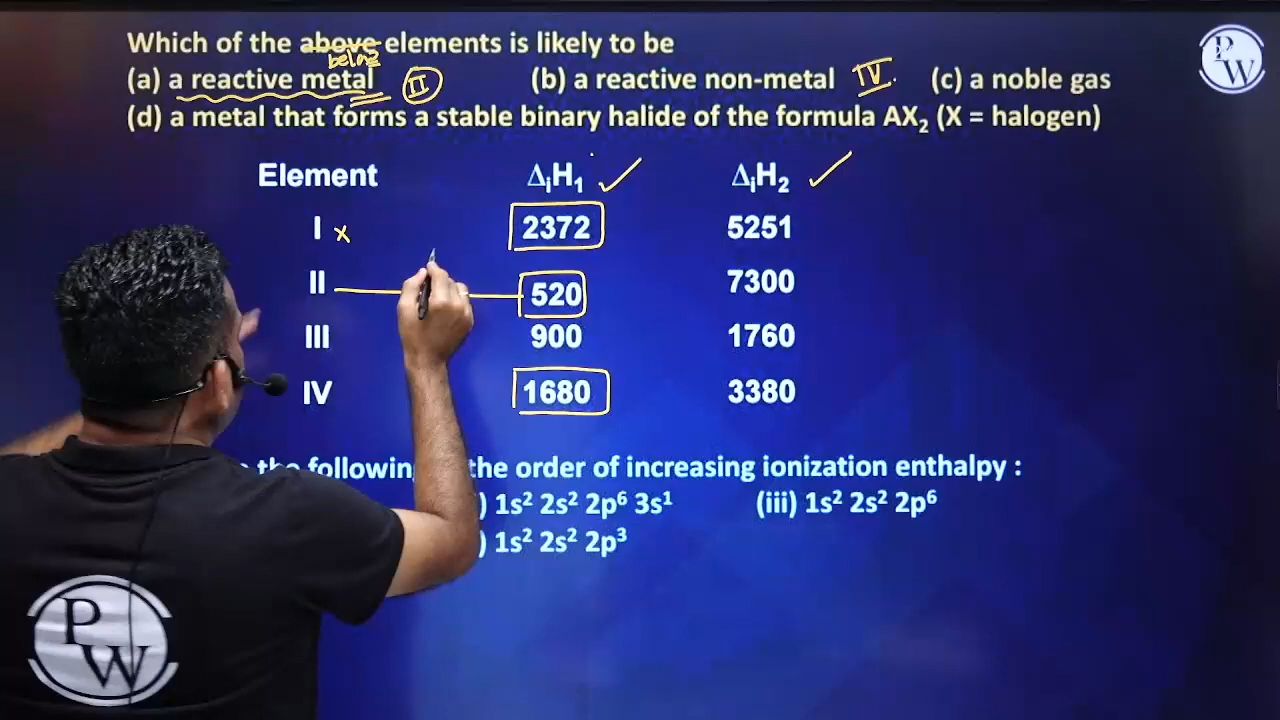 Which of the above elements is likely to be
below
(a) a reactive metal II (b) a reactive non-metal IV (c) a noble gas
(d) a metal that forms a stable binary halide of the formula AX₂ (X = halogen)
Element ΔᵢH₁ ✓ ΔᵢH₂ ✓
I x 2372 5251
II 520 7300
III 900 1760
IV 1680 3380
the following the order of increasing ionization enthalpy :
) 1s² 2s² 2p⁶ 3s¹ (iii) 1s² 2s² 2p⁶
) 1s² 2s² 2p³
P W
P W